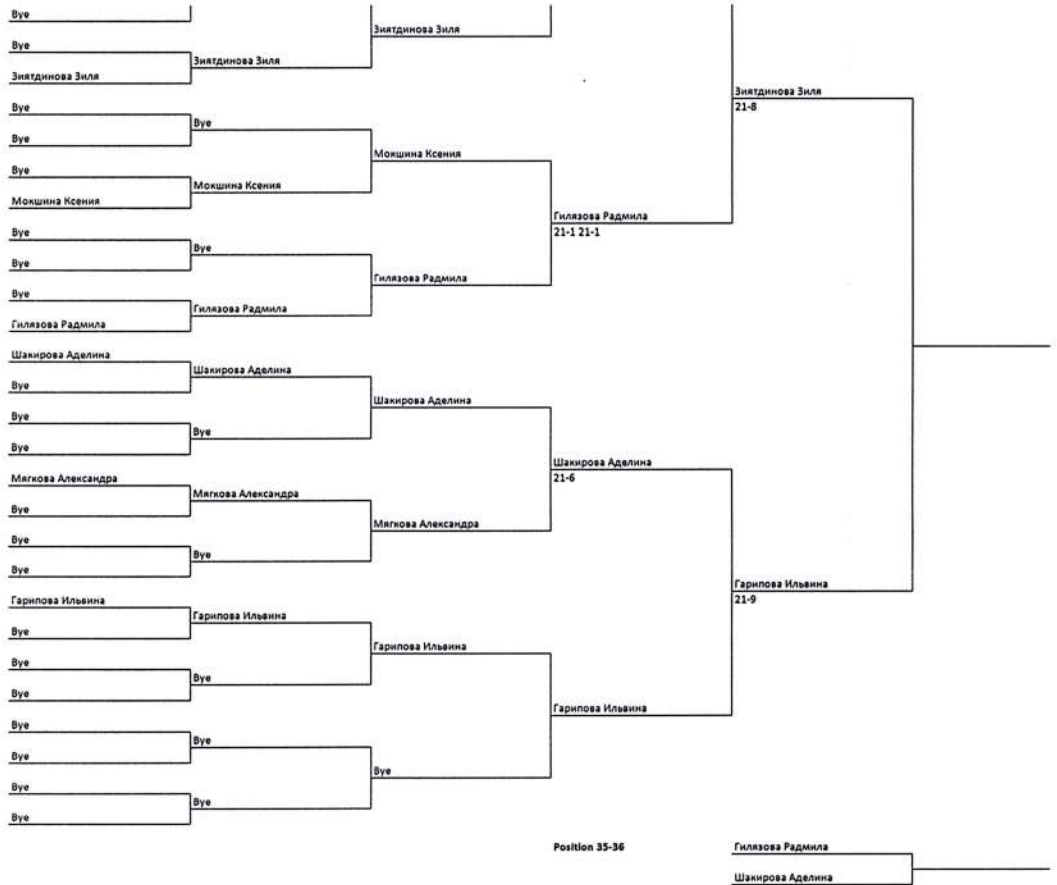 Bye
Bye
Зиятдинова Зиля
Bye
Bye
Bye
Мокшина Ксения
Bye
Bye
Bye
Гилязова Радмила
Шакирова Аделина
Bye
Bye
Bye
Мягкова Александра
Bye
Bye
Bye
Гарипова Ильвина
Bye
Bye
Bye
Bye
Bye
Bye
Bye
Зиятдинова Зиля
Bye
Мокшина Ксения
Bye
Гилязова Радмила
Шакирова Аделина
Bye
Мягкова Александра
Bye
Гарипова Ильвина
Bye
Bye
Bye
Зиятдинова Зиля
Мокшина Ксения
Гилязова Радмила
Шакирова Аделина
Мягкова Александра
Гарипова Ильвина
Bye
Гилязова Радмила
21-1 21-1
Шакирова Аделина
21-6
Гарипова Ильвина
Зиятдинова Зиля
21-8
Гарипова Ильвина
21-9
Position 35-36
Гилязова Радмила
Шакирова Аделина